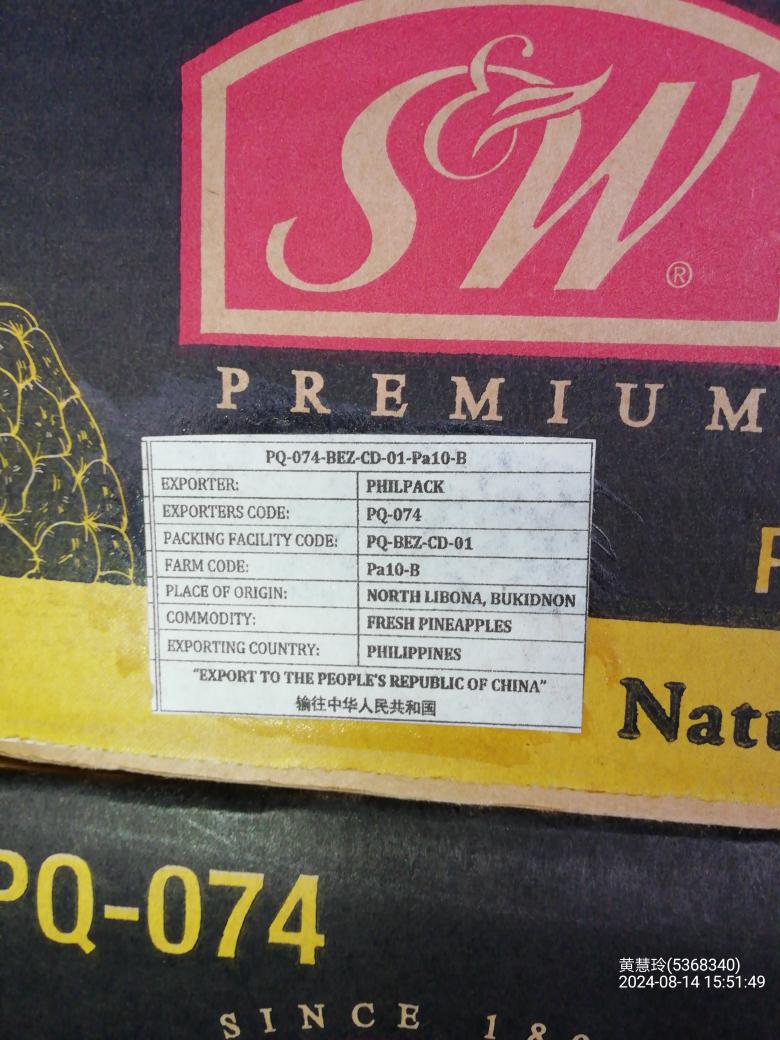 S&W®
PREMIUM
PQ-074-BEZ-CD-01-Pa10-B
EXPORTER: PHILPACK
EXPORTERS CODE: PQ-074
PACKING FACILITY CODE: PQ-BEZ-CD-01
FARM CODE: Pa10-B
PLACE OF ORIGIN: NORTH LIBONA, BUKIDNON
COMMODITY: FRESH PINEAPPLES
EXPORTING COUNTRY: PHILIPPINES
“EXPORT TO THE PEOPLE'S REPUBLIC OF CHINA”
输往中华人民共和国
PQ-074
SINCE
黄慧玲(5368340)
2024-08-14 15:51:49